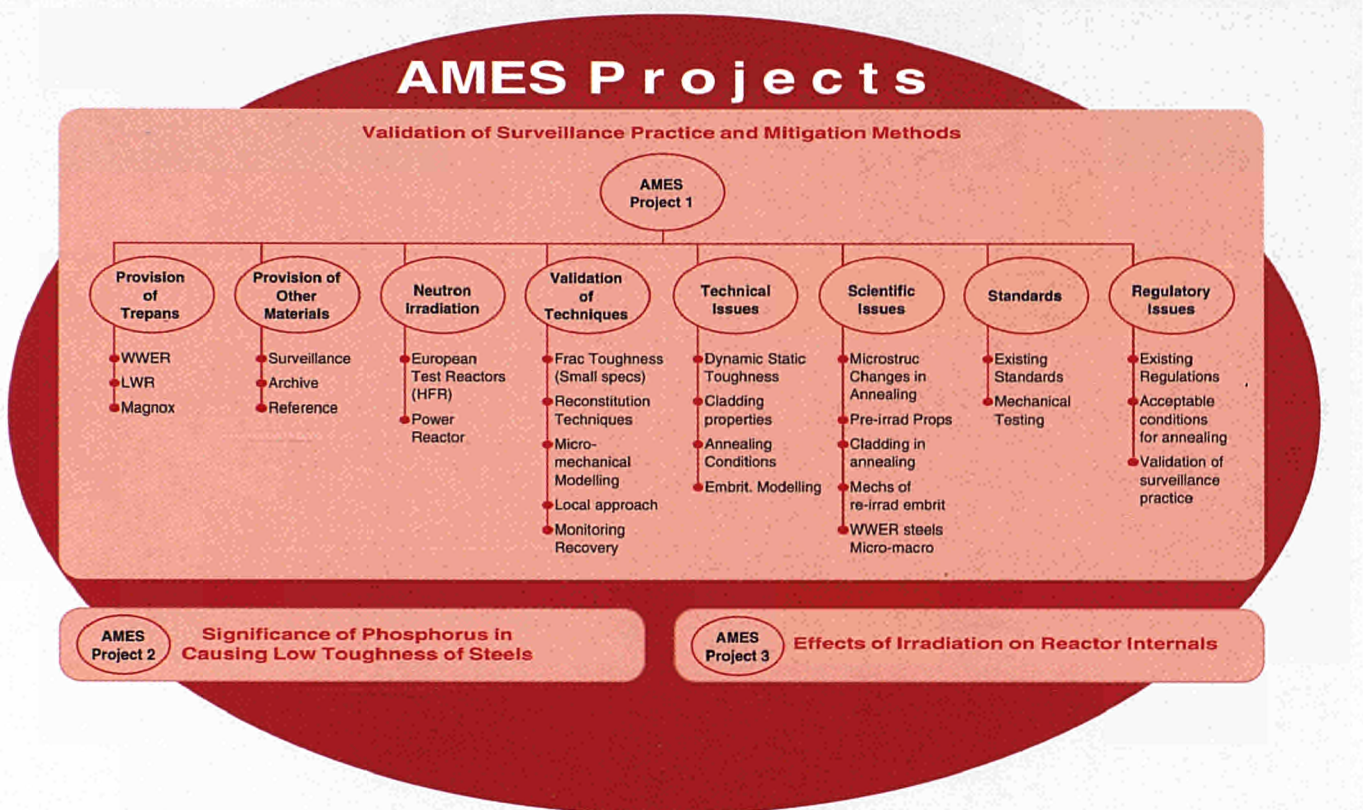 AMES Projects
Validation of Surveillance Practice and Mitigation Methods
AMES
Project 1
Provision
of
Trepans
WWER
LWR
Magnox
Provision of
Other
Materials
Surveillance
Archive
Reference
Neutron
Irradiation
European
Test Reactors
(HFR)
Power
Reactor
Validation
of
Techniques
Frac Toughness
(Small specs)
Reconstitution
Techniques
Micro-
mechanical
Modelling
Local approach
Monitoring
Recovery
Technical
Issues
Dynamic Static
Toughness
Cladding
properties
Annealing
Conditions
Embrit. Modelling
Scientific
Issues
Microstruc
Changes in
Annealing
Pre-irrad Props
Cladding in
annealing
Mechs of
re-irrad embrit
WWER steels
Micro-macro
Standards
Existing
Standards
Mechanical
Testing
Regulatory
Issues
Existing
Regulations
Acceptable
conditions
for annealing
Validation of
surveillance
practice
AMES
Project 2
Significance of Phosphorus in
Causing Low Toughness of Steels
AMES
Project 3
Effects of Irradiation on Reactor Internals